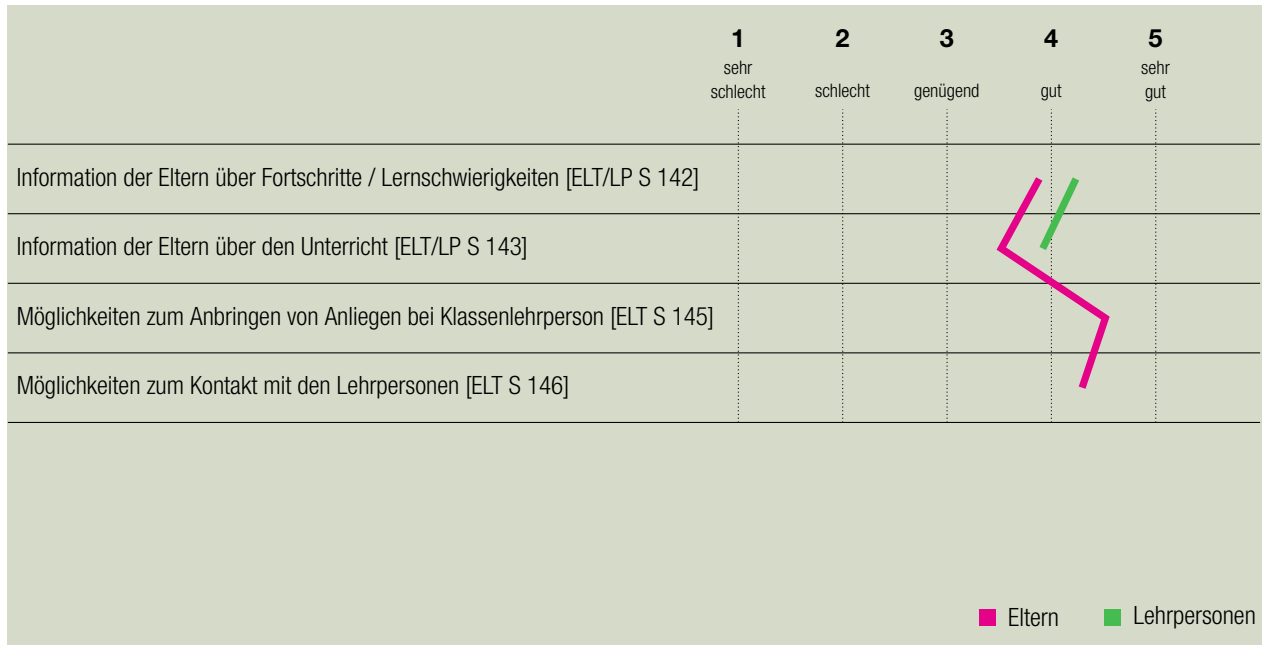 1 2 3 4 5
sehr schlecht schlecht genügend gut sehr gut
Information der Eltern über Fortschritte / Lernschwierigkeiten [ELT/LP S 142]
Information der Eltern über den Unterricht [ELT/LP S 143]
Möglichkeiten zum Anbringen von Anliegen bei Klassenlehrperson [ELT S 145]
Möglichkeiten zum Kontakt mit den Lehrpersonen [ELT S 146]
Eltern Lehrpersonen